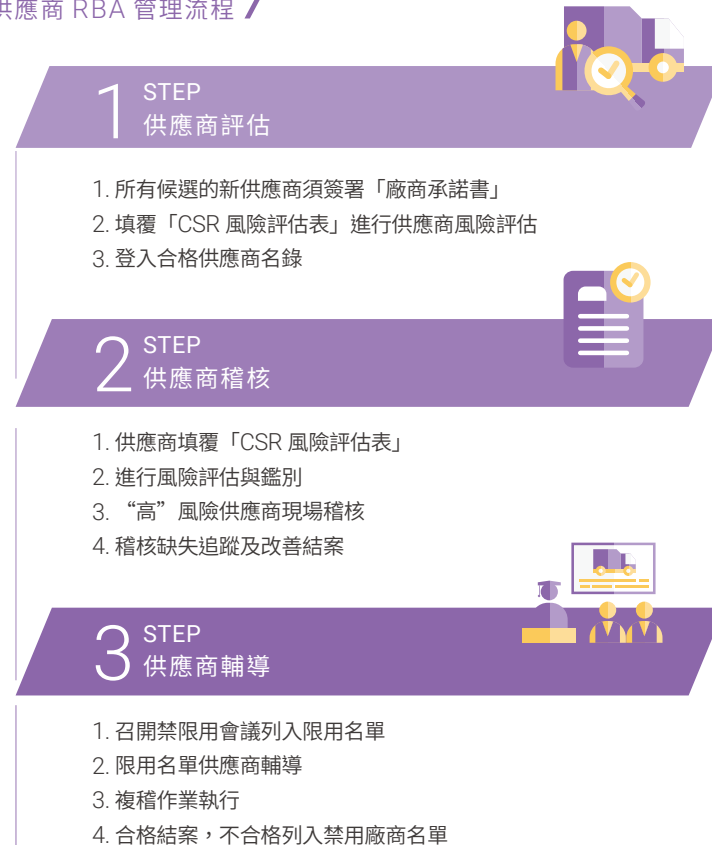 供應商 RBA 管理流程
1 STEP
供應商評估
1. 所有候選的新供應商須簽署「廠商承諾書」
2. 填覆「CSR 風險評估表」進行供應商風險評估
3. 登入合格供應商名錄
2 STEP
供應商稽核
1. 供應商填覆「CSR 風險評估表」
2. 進行風險評估與鑑別
3. “高”風險供應商現場稽核
4. 稽核缺失追蹤及改善結案
3 STEP
供應商輔導
1. 召開禁限用會議列入限用名單
2. 限用名單供應商輔導
3. 複稽作業執行
4. 合格結案，不合格列入禁用廠商名單